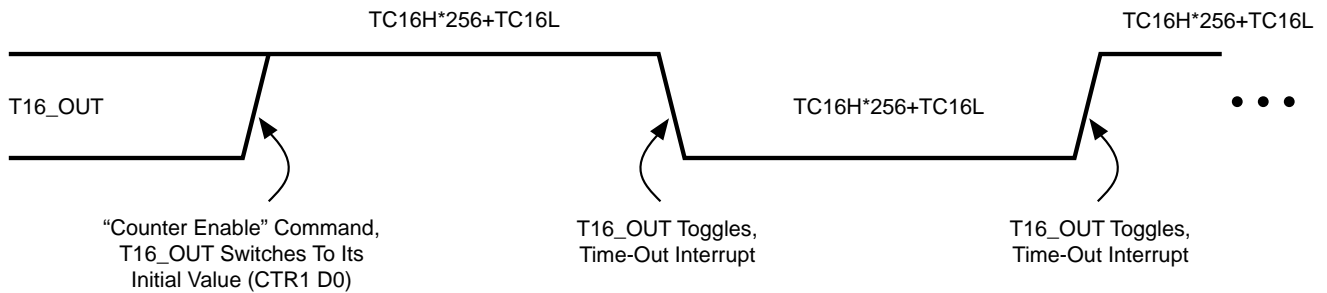 TC16H*256+TC16L
TC16H*256+TC16L
T16_OUT
TC16H*256+TC16L
“Counter Enable” Command,
T16_OUT Switches To Its
Initial Value (CTR1 D0)
T16_OUT Toggles,
Time-Out Interrupt
T16_OUT Toggles,
Time-Out Interrupt